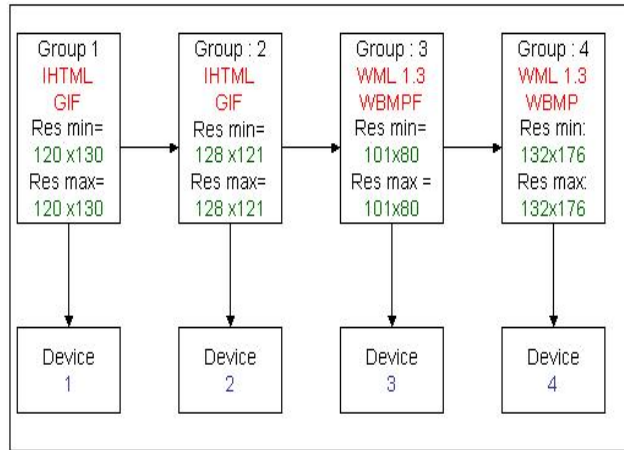 Group 1
IHTML
GIF
Res min=
120 x130
Res max=
120 x130
Group : 2
IHTML
GIF
Res min=
128 x121
Res max=
128 x121
Group : 3
WML 1.3
WBMPF
Res min=
101x80
Res max =
101x80
Group : 4
WML 1.3
WBMP
Res min:
132x176
Res max:
132x176
Device
1
Device
2
Device
3
Device
4